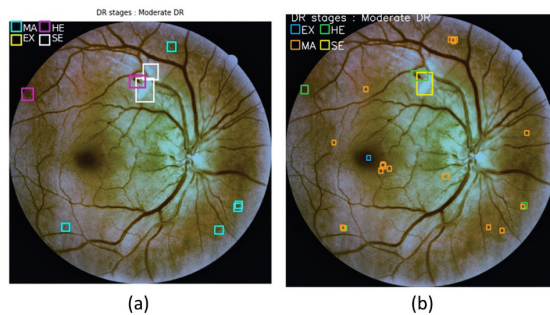 DR stages : Moderate DR
MA HE
EX SE
DR stages : Moderate DR
EX HE
MA SE
(a)
(b)